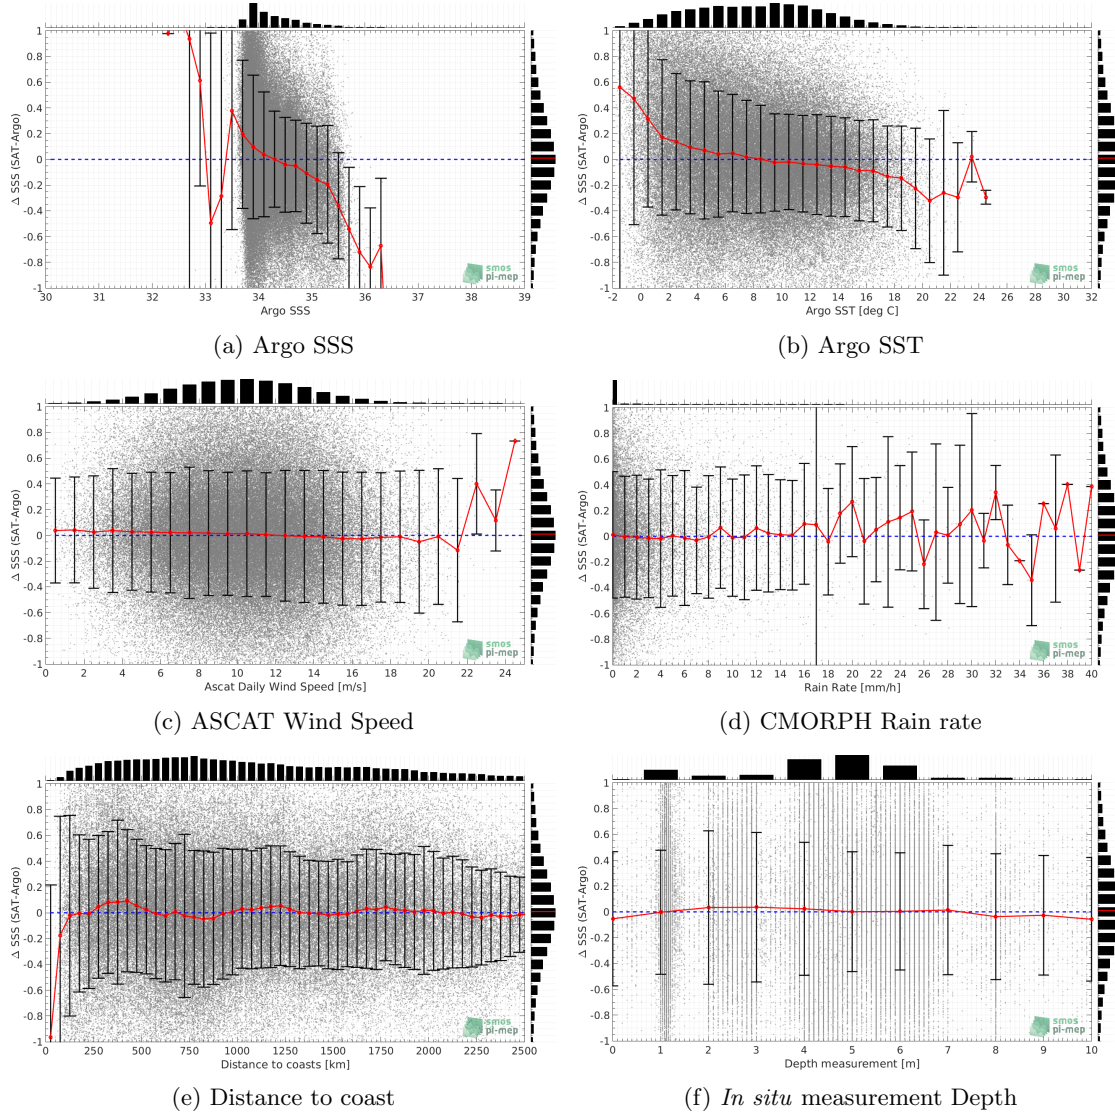 Δ SSS (SAT-Argo)
1
0.8
0.6
0.4
0.2
0
-0.2
-0.4
-0.6
-0.8
-1
30 31 32 33 34 35 36 37 38 39
Argo SSS
smos
pi-mep
(a) Argo SSS
Δ SSS (SAT-Argo)
1
0.8
0.6
0.4
0.2
0
-0.2
-0.4
-0.6
-0.8
-1
-2 0 2 4 6 8 10 12 14 16 18 20 22 24 26 28 30 32
Argo SST [deg C]
smos
pi-mep
(b) Argo SST
Δ SSS (SAT-Argo)
1
0.8
0.6
0.4
0.2
0
-0.2
-0.4
-0.6
-0.8
-1
0 2 4 6 8 10 12 14 16 18 20 22 24
Ascat Daily Wind Speed [m/s]
smos
pi-mep
(c) ASCAT Wind Speed
Δ SSS (SAT-Argo)
1
0.8
0.6
0.4
0.2
0
-0.2
-0.4
-0.6
-0.8
-1
0 2 4 6 8 10 12 14 16 18 20 22 24 26 28 30 32 34 36 38 40
Rain Rate [mm/h]
smos
pi-mep
(d) CMORPH Rain rate
Δ SSS (SAT-Argo)
1
0.8
0.6
0.4
0.2
0
-0.2
-0.4
-0.6
-0.8
-1
0 250 500 750 1000 1250 1500 1750 2000 2250 2500
Distance to coasts [km]
smos
pi-mep
(e) Distance to coast
Δ SSS (SAT-Argo)
1
0.8
0.6
0.4
0.2
0
-0.2
-0.4
-0.6
-0.8
-1
0 1 2 3 4 5 6 7 8 9 10
Depth measurement [m]
smos
pi-mep
(f) In situ measurement Depth